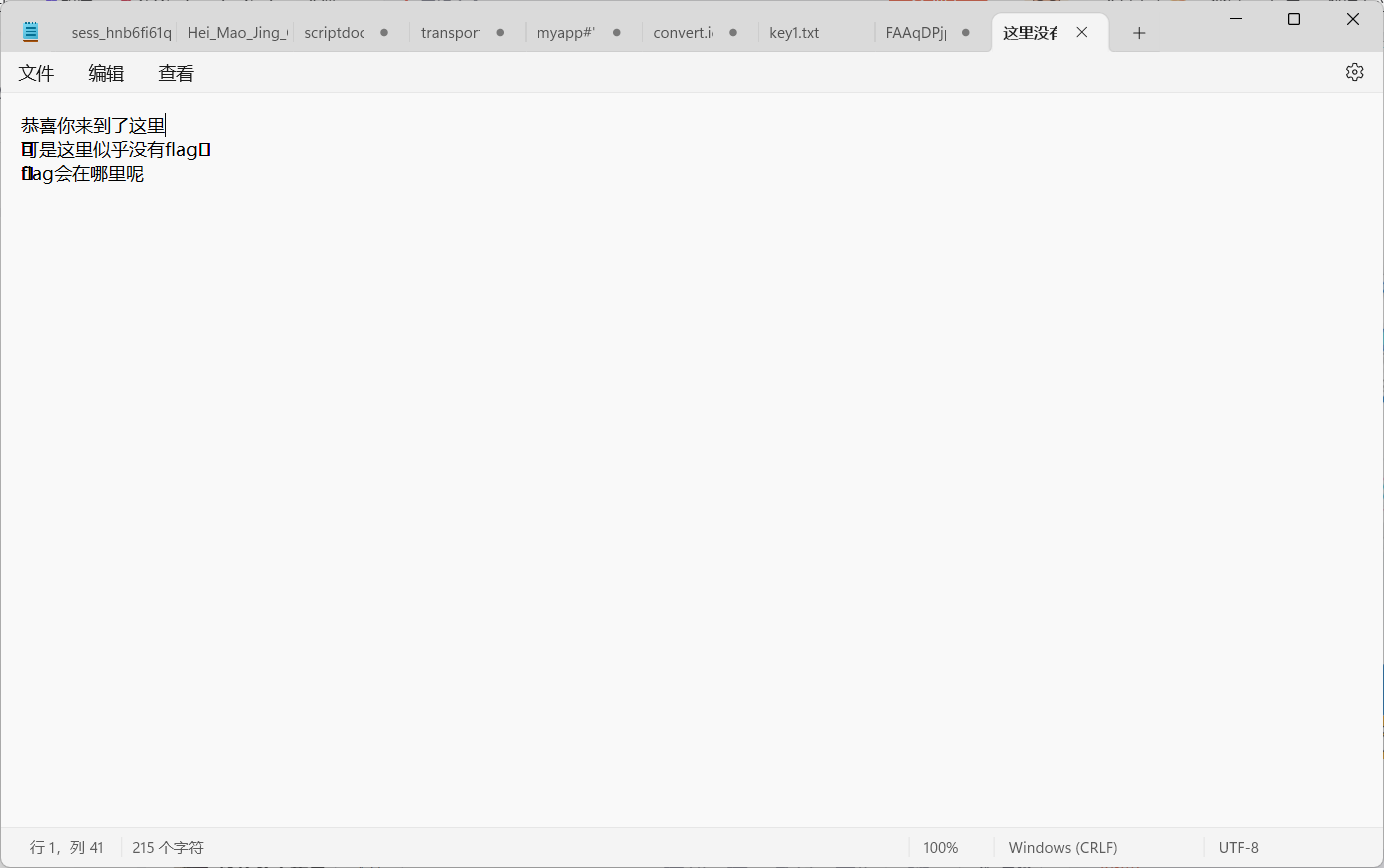 sess_hnb6fi61q Hei_Mao_Jing_ scriptdoc transpor myapp#' convert.i key1.txt FAAqDPj 这里没有
文件 编辑 查看
恭喜你来到了这里
可是这里似乎没有flag
flag会在哪里呢
行 1，列 41 215 个字符 100% Windows (CRLF) UTF-8